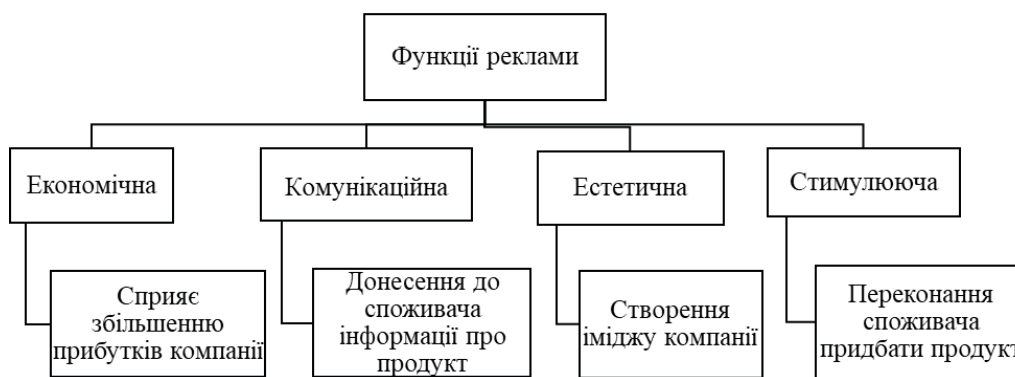 Функції реклами
Економічна
Комунікаційна
Естетична
Стимулююча
Сприяє
збільшенню
прибутків компанії
Донесення до
споживача
інформації про
продукт
Створення
іміджу компанії
Переконання
споживача
придбати продукт